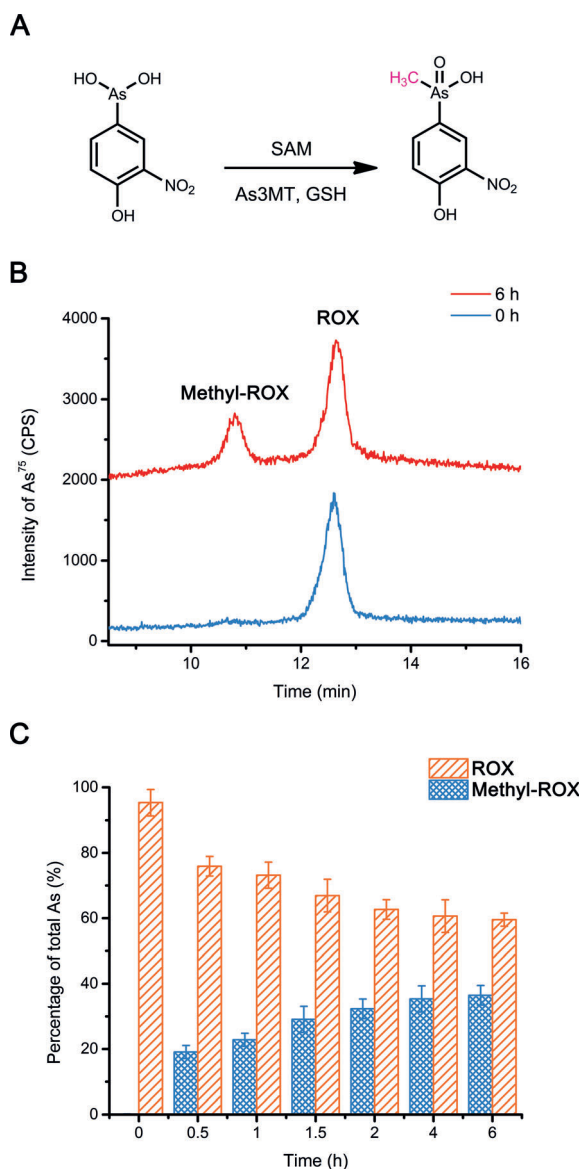 A
HO OH
As
NO₂
OH
SAM
As3MT, GSH
O
H₃C OH
As
NO₂
OH
B
6 h
0 h
ROX
Methyl-ROX
4000
3000
2000
1000
0
Intensity of As⁷⁵ (CPS)
10 12 14 16
Time (min)
C
ROX
Methyl-ROX
100
80
60
40
20
0
Percentage of total As (%)
0 0.5 1 1.5 2 4 6
Time (h)